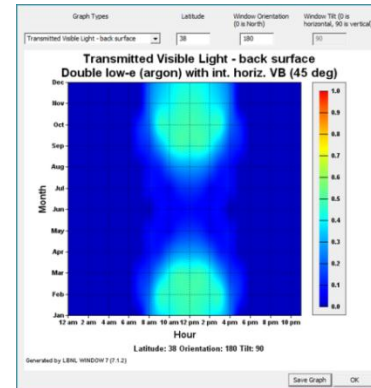 Graph Types
Latitude
Window Orientation
(0 is North)
Window Tilt (0 is
horizontal, 90 is vertical)
Transmitted Visible Light - back surface
38
180
90
Transmitted Visible Light - back surface
Double low-e (argon) with int. horiz. VB (45 deg)
Dec
Nov
Oct
Sep
Aug
Jul
Jun
May
Apr
Mar
Feb
Jan
Month
1.0
0.9
0.8
0.7
0.6
0.5
0.4
0.3
0.2
0.1
0.0
12 am 2 am 4 am 6 am 8 am 10 am 12 pm 2 pm 4 pm 6 pm 8 pm 10 pm
Hour
Latitude: 38 Orientation: 180 Tilt: 90
Generated by LBNL WINDOW 7 (7.1.2)
Save Graph
OK